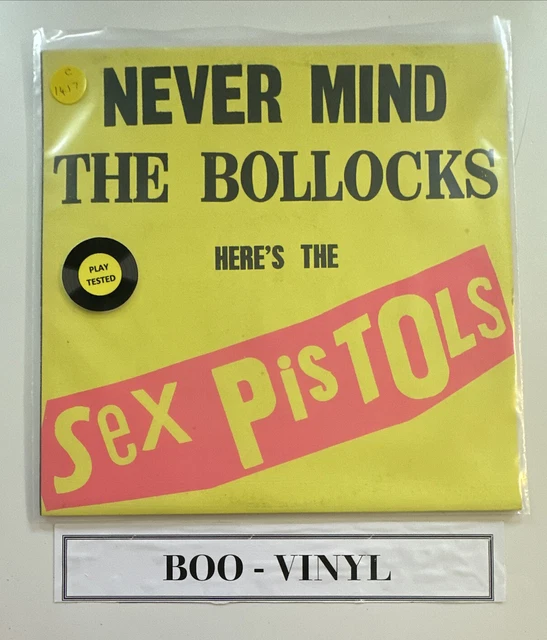 C
1417
NEVER MIND
THE BOLLOCKS
HERE'S THE
PLAY
TESTED
Sex PisTOLS
BOO - VINYL